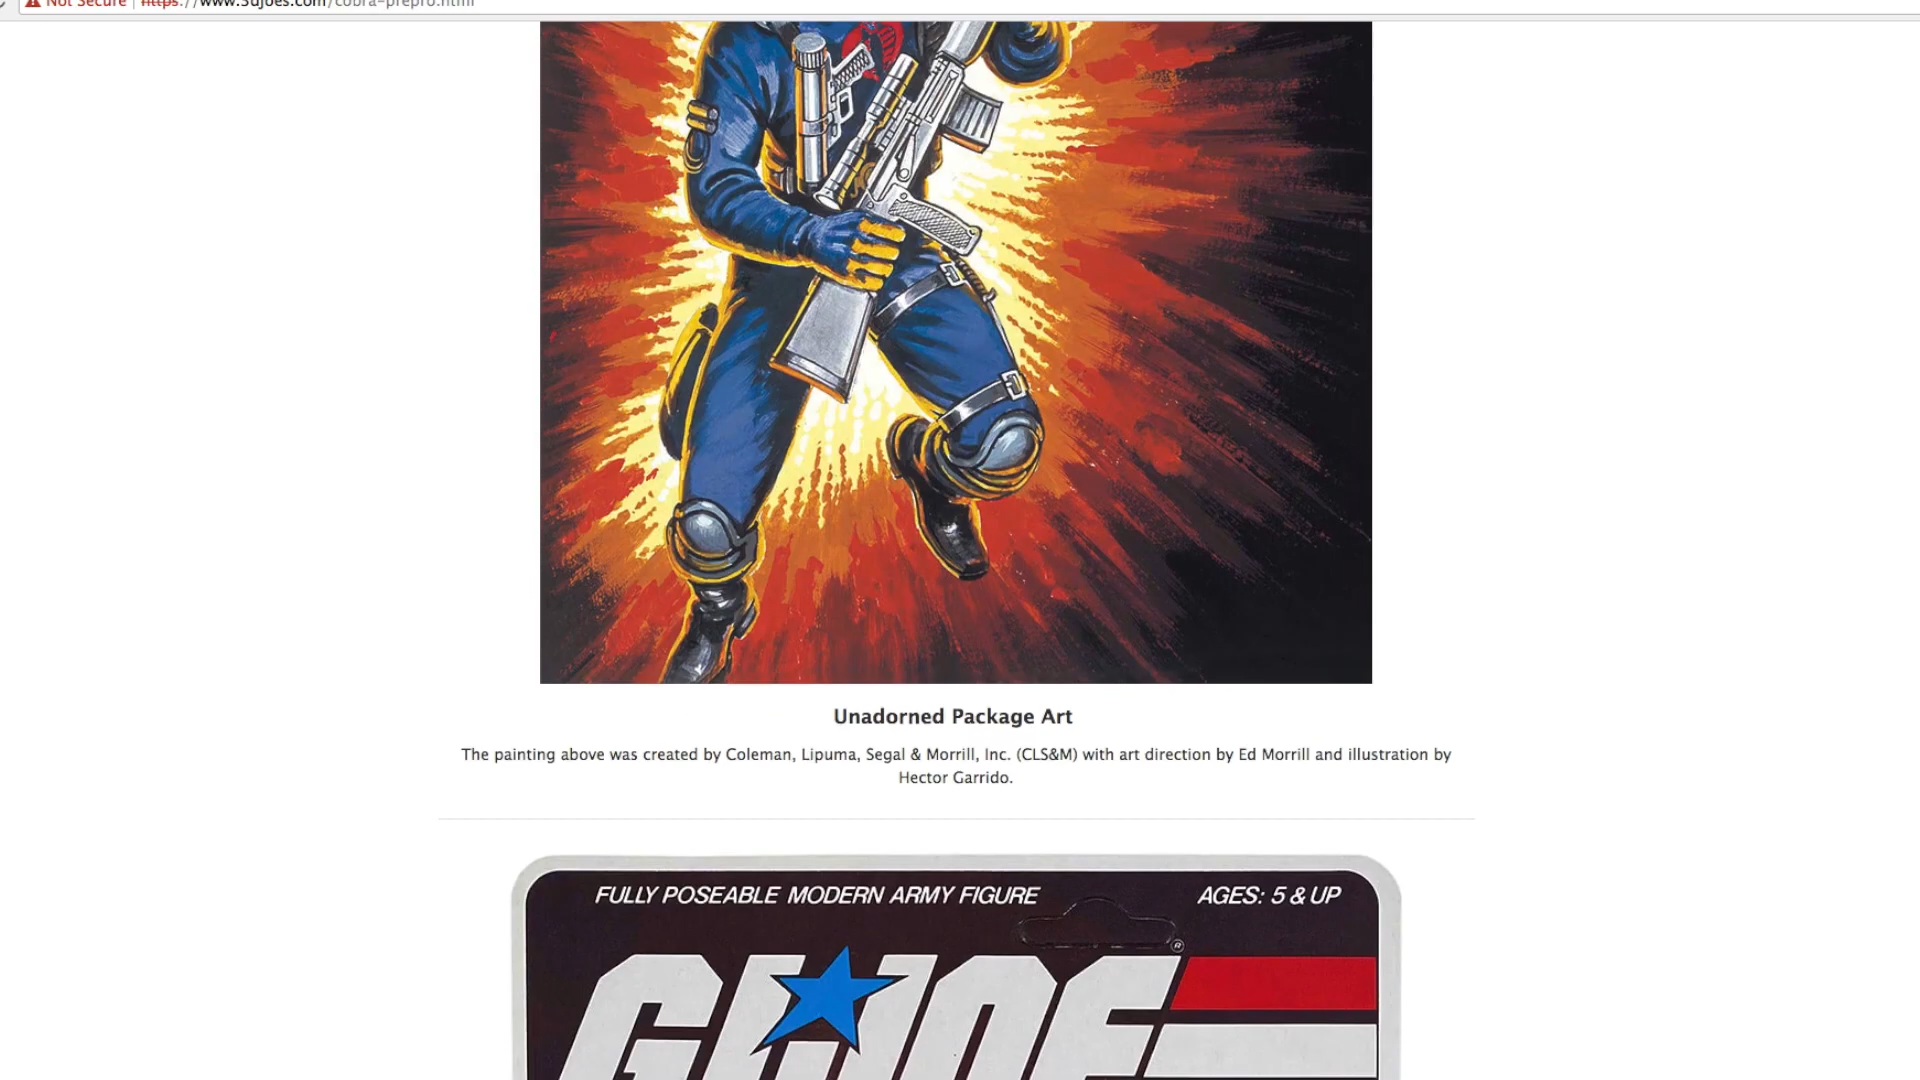 Not Secure | https://www.3djoes.com/cobra-prepro.html
Unadorned Package Art
The painting above was created by Coleman, Lipuma, Segal & Morrill, Inc. (CLS&M) with art direction by Ed Morrill and illustration by
Hector Garrido.
FULLY POSEABLE MODERN ARMY FIGURE AGES: 5 & UP
®
GI JOE